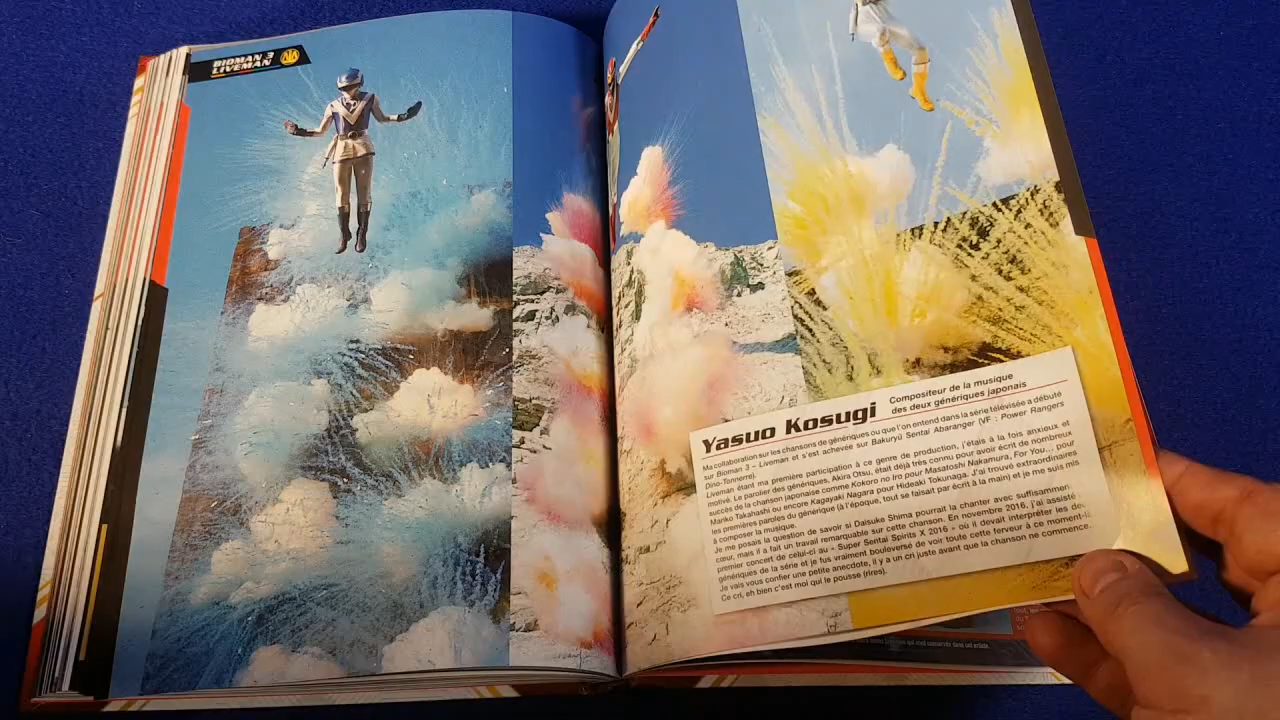 BIOMAN 3
LIVEMAN
Yasuo Kosugi
Compositeur de la musique
des deux génériques japonais
Ma collaboration sur les chansons de génériques ou que l'on entend dans la série télévisée a débuté
sur Bioman 3 – Liveman et s'est achevée sur Bakuryū Sentai Abaranger (VF : Power Rangers
Dino-Tonnerre).
Liveman étant ma première participation à ce genre de production, j'étais à la fois anxieux et
motivé. Le parolier des génériques, Akira Otsu, était déjà très connu pour avoir écrit de nombreux
succès de la chanson japonaise comme Kokoro no Iro pour Masatoshi Nakamura, For You... pour
Mariko Takahashi ou encore Kagayaki Nagara pour Hideaki Tokunaga. J'ai trouvé extraordinaires
les premières paroles du générique (à l'époque, tout se faisait par écrit à la main) et je me suis mis
à composer la musique.
Je me posais la question de savoir si Daisuke Shima pourrait la chanter avec suffisamment
cœur, mais il a fait un travail remarquable sur cette chanson. En novembre 2016, j'ai assisté
premier concert de celui-ci au « Super Sentai Spirits X 2016 » où il devait interpréter les
génériques de la série et je fus vraiment bouleversé de voir toute cette ferveur à ce moment-là.
Je vais vous confier une petite anecdote, il y a un cri juste avant que la chanson ne commence.
Ce cri, eh bien c'est moi qui le pousse (rires).